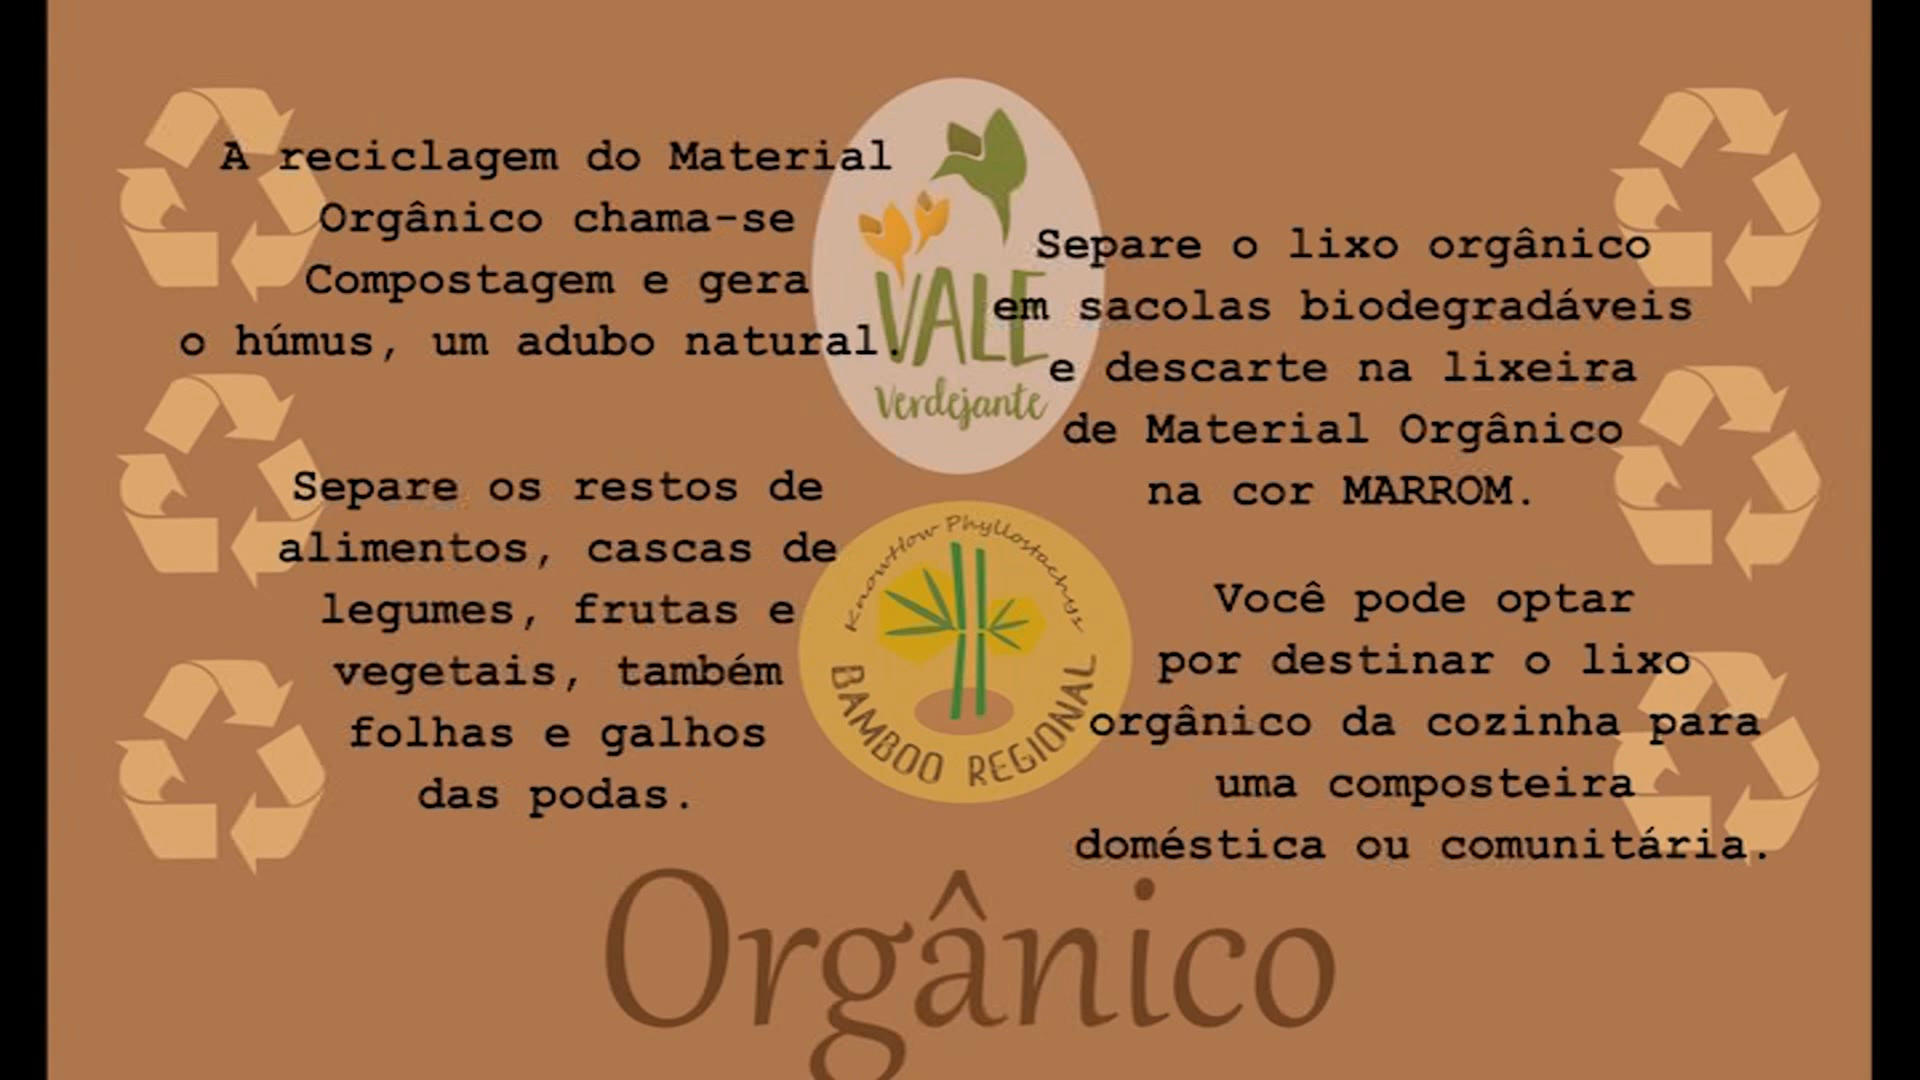 A reciclagem do Material
Orgânico chama-se
Compostagem e gera
o húmus, um adubo natural.
Separe os restos de
alimentos, cascas de
legumes, frutas e
vegetais, também
folhas e galhos
das podas.
VALE
Verdejante
KnowHow Phyllostachys
BAMBOO REGIONAL
Separe o lixo orgânico
em sacolas biodegradáveis
e descarte na lixeira
de Material Orgânico
na cor MARROM.
Você pode optar
por destinar o lixo
orgânico da cozinha para
uma composteira
doméstica ou comunitária.
Orgânico